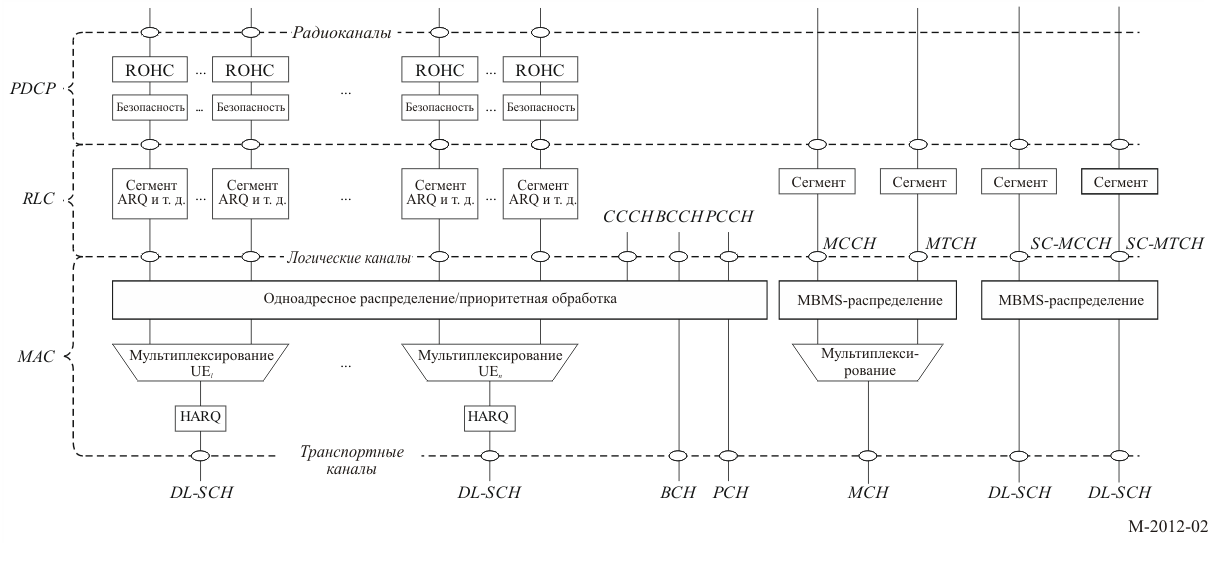 Радиоканалы
ROHC ... ROHC ROHC ... ROHC
PDCP
...
Безопасность ... Безопасность Безопасность ... Безопасность
Сегмент ARQ и т. д. ... Сегмент ARQ и т. д. ... Сегмент ARQ и т. д. ... Сегмент ARQ и т. д.
Сегмент Сегмент Сегмент Сегмент
RLC
CCCH BCCH PCCH
MCCH MTCH SC-MCCH SC-MTCH
Логические каналы
Одноадресное распределение/приоритетная обработка MBMS-распределение MBMS-распределение
MAC
Мультиплексирование
UE1
...
Мультиплексирование
UEn
Мультиплекси-
рование
HARQ HARQ
Транспортные
каналы
DL-SCH DL-SCH BCH PCH MCH DL-SCH DL-SCH
M-2012-02